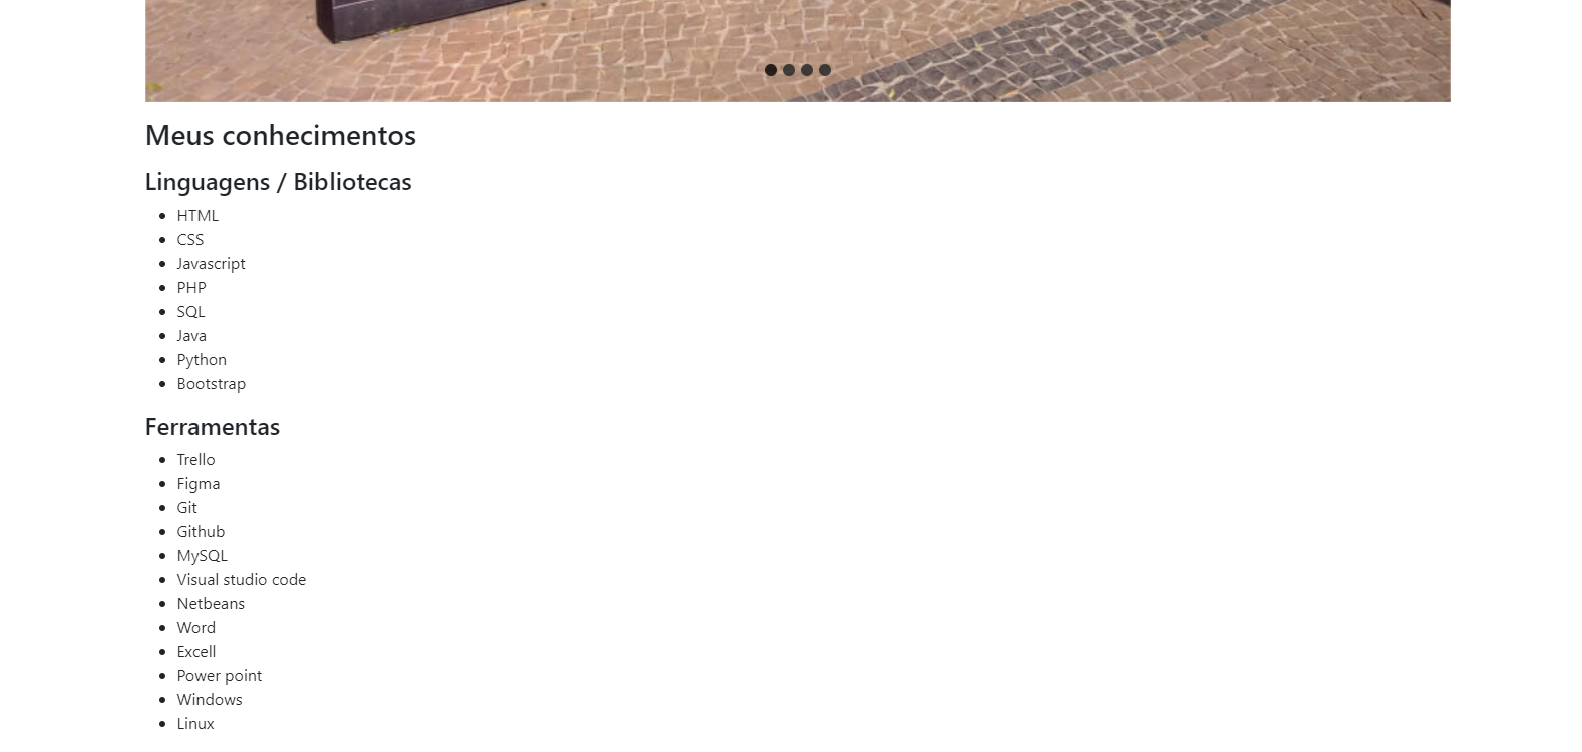 Meus conhecimentos
Linguagens / Bibliotecas
HTML
CSS
Javascript
PHP
SQL
Java
Python
Bootstrap
Ferramentas
Trello
Figma
Git
Github
MySQL
Visual studio code
Netbeans
Word
Excell
Power point
Windows
Linux